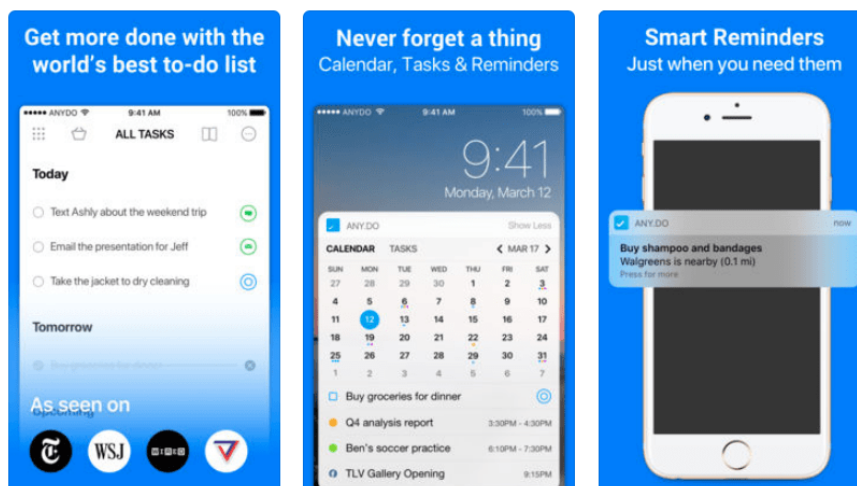 Get more done with the
world's best to-do list
●●●●● ANYDO 9:41 AM 100%
ALL TASKS
Today
Text Ashly about the weekend trip
Email the presentation for Jeff
Take the jacket to dry cleaning
Tomorrow
Buy groceries for dinner
As seen on
Upcoming
T
WSJ
WIRED
Never forget a thing
Calendar, Tasks & Reminders
●●●●● ANYDO 9:41 AM 100%
9:41
Monday, March 12
ANY.DO Show Less
CALENDAR TASKS < MAR 17 >
SUN MON TUE WED THU FRI SAT
27 28 29 30 1 2 3
4 5 6 7 8 9 10
11 12 13 14 15 16 17
18 19 20 21 22 23 24
25 26 27 28 29 30 31
1 2 3 4 5 6 7
Buy groceries for dinner
Q4 analysis report 3:30PM - 4:30PM
Ben's soccer practice 6:10PM - 7:30PM
TLV Gallery Opening 9:15PM
Smart Reminders
Just when you need them
ANY.DO now
Buy shampoo and bandages
Walgreens is nearby (0.1 mi)
Press for more